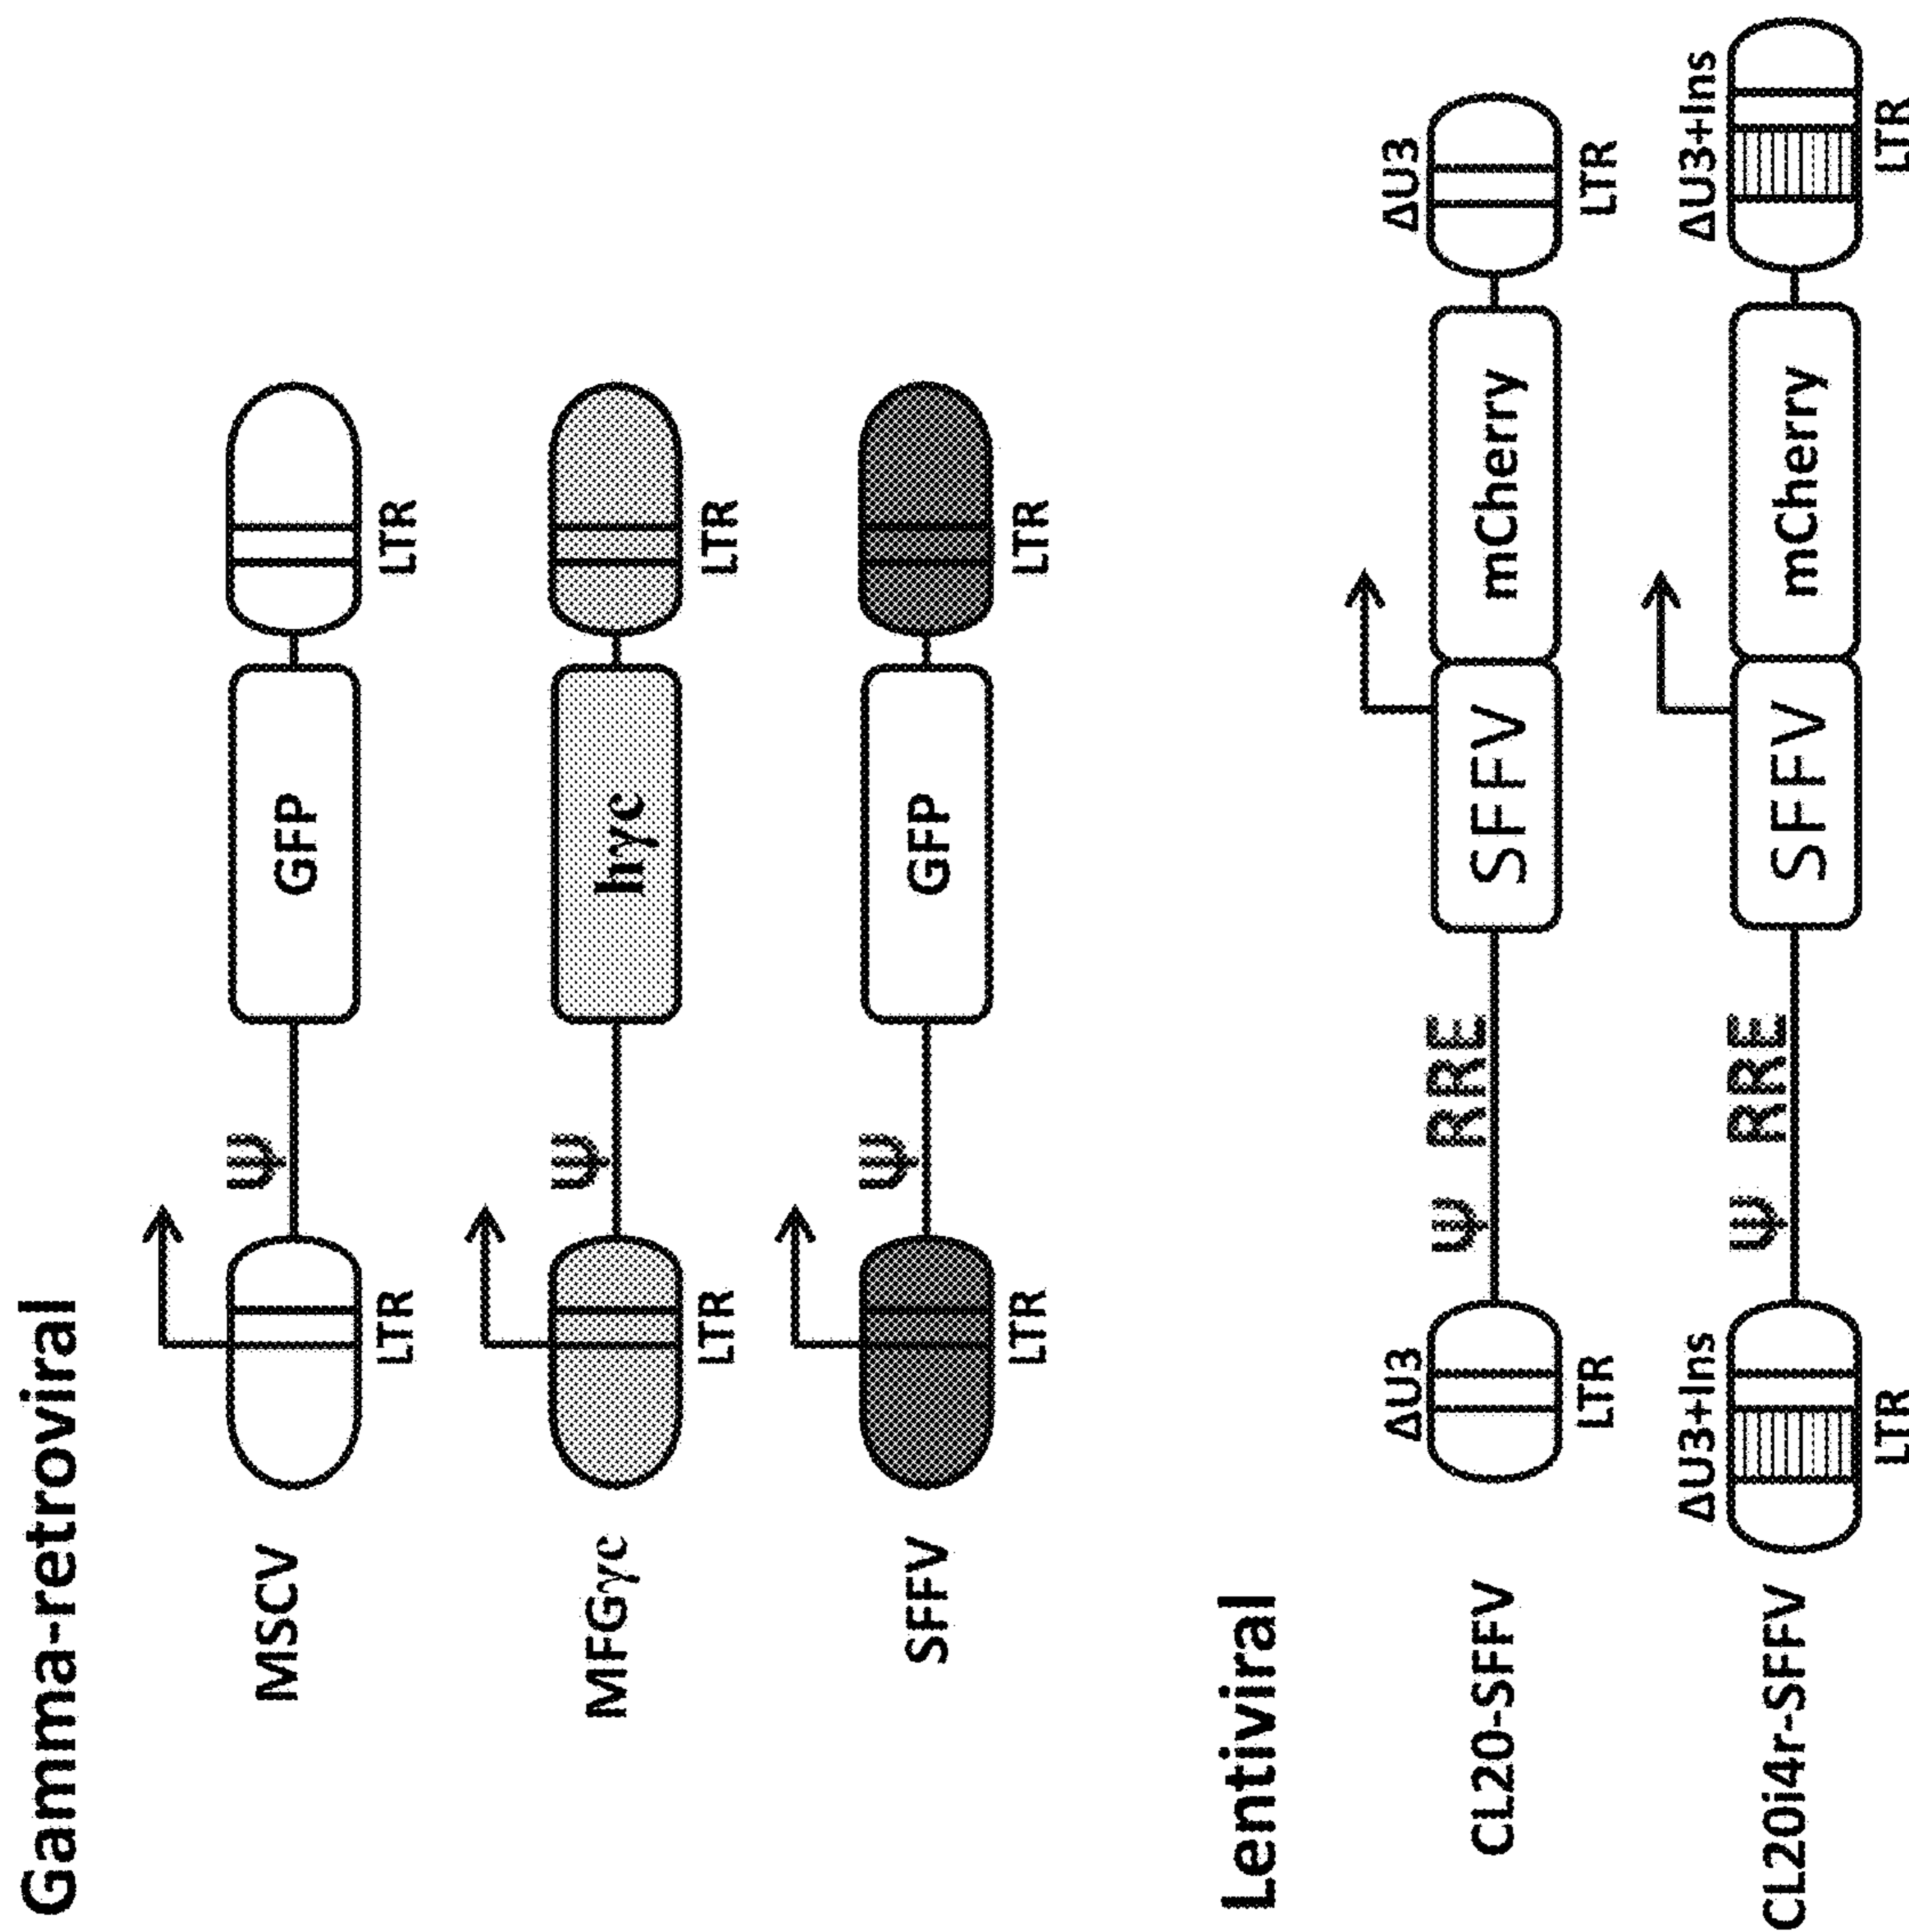 Gamma-retroviral
MSCV LTR Ψ GFP LTR
MFGγc LTR Ψ hγc LTR
SFFV LTR Ψ GFP LTR
Lentiviral
ΔU3 ΔU3
CL20-SFFV Ψ RRE SFFV mCherry
LTR LTR
ΔU3+Ins ΔU3+Ins
CL20i4r-SFFV Ψ RRE SFFV mCherry
LTR LTR